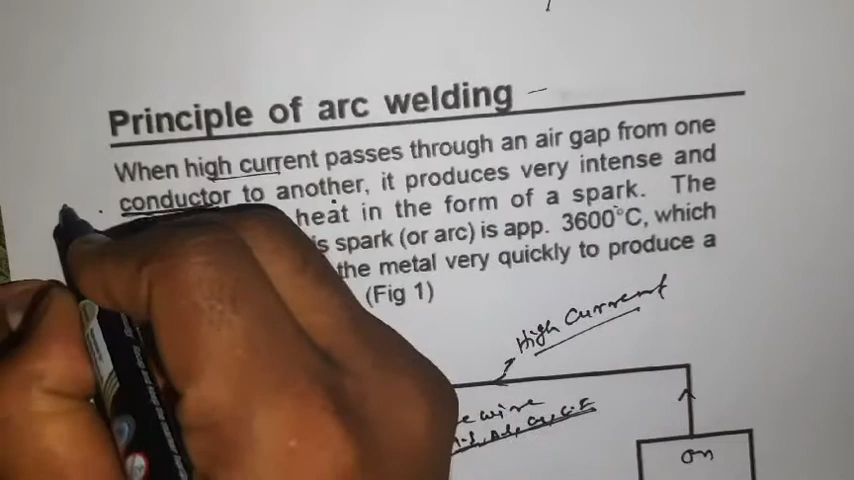 Principle of arc welding -
When high current passes through an air gap from one
conductor to another, it produces very intense and
heat in the form of a spark. The
is spark (or arc) is app. 3600°C, which
the metal very quickly to produce a
(Fig 1)
High Current
e wire
on